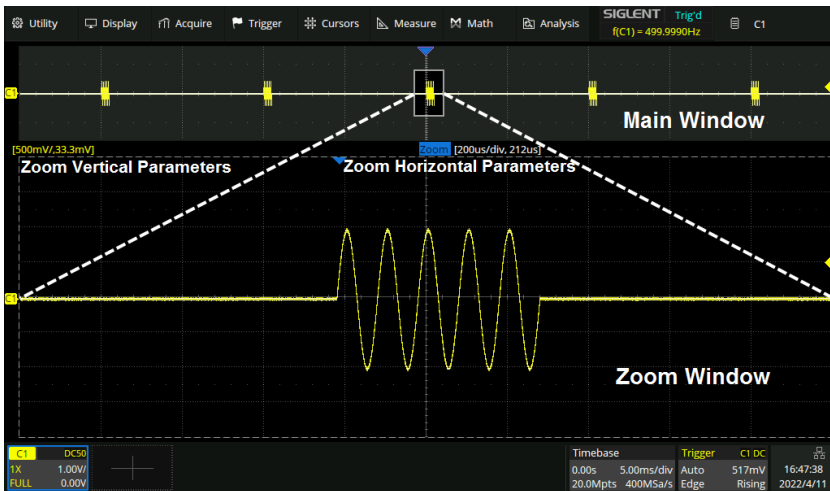 Utility Display Acquire Trigger Cursors Measure Math Analysis SIGLENT Trig'd C1
f(C1) = 499.9990Hz
C1
Main Window
[500mV/,33.3mV] Zoom [200us/div, 212us]
Zoom Vertical Parameters Zoom Horizontal Parameters
C1
Zoom Window
C1 DC50 Timebase Trigger C1 DC
1X 1.00V/ 0.00s 5.00ms/div Auto 517mV 16:47:38
FULL 0.00V 20.0Mpts 400MSa/s Edge Rising 2022/4/11